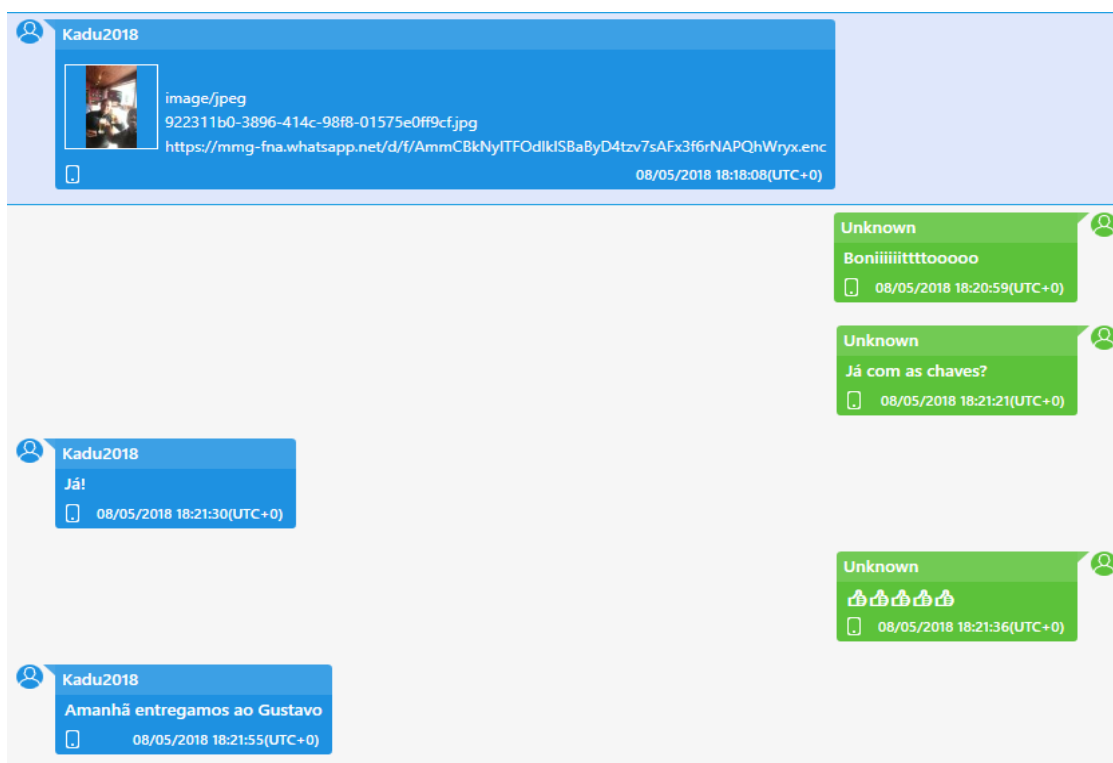 Kadu2018
image/jpeg
922311b0-3896-414c-98f8-01575e0ff9cf.jpg
https://mmg-fna.whatsapp.net/d/f/AmmCBkNyITFOdIkISBaByD4tzv7sAFx3f6rNAPQhWryx.enc
08/05/2018 18:18:08(UTC+0)
Unknown
Boniiiiiittttooooo
08/05/2018 18:20:59(UTC+0)
Unknown
Já com as chaves?
08/05/2018 18:21:21(UTC+0)
Kadu2018
Já!
08/05/2018 18:21:30(UTC+0)
Unknown
👍👍👍👍👍
08/05/2018 18:21:36(UTC+0)
Kadu2018
Amanhã entregamos ao Gustavo
08/05/2018 18:21:55(UTC+0)